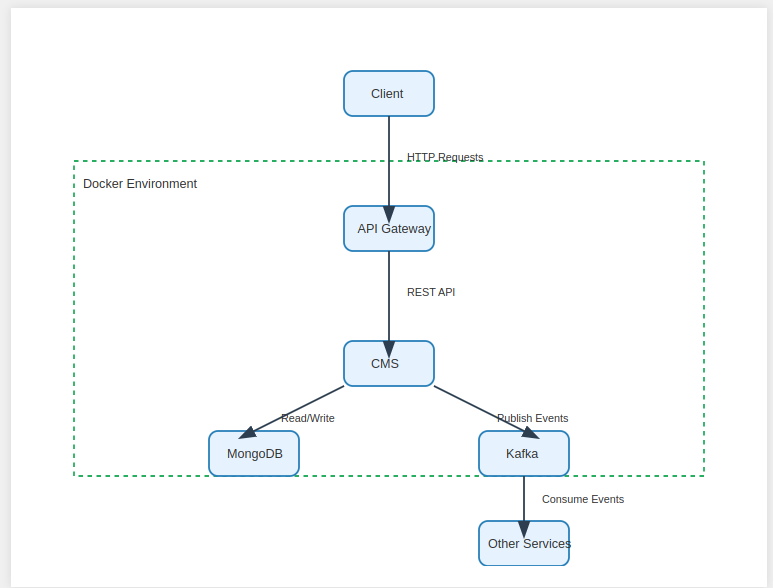 Client
HTTP Requests
Docker Environment
API Gateway
REST API
CMS
Read/Write
Publish Events
MongoDB
Kafka
Consume Events
Other Services